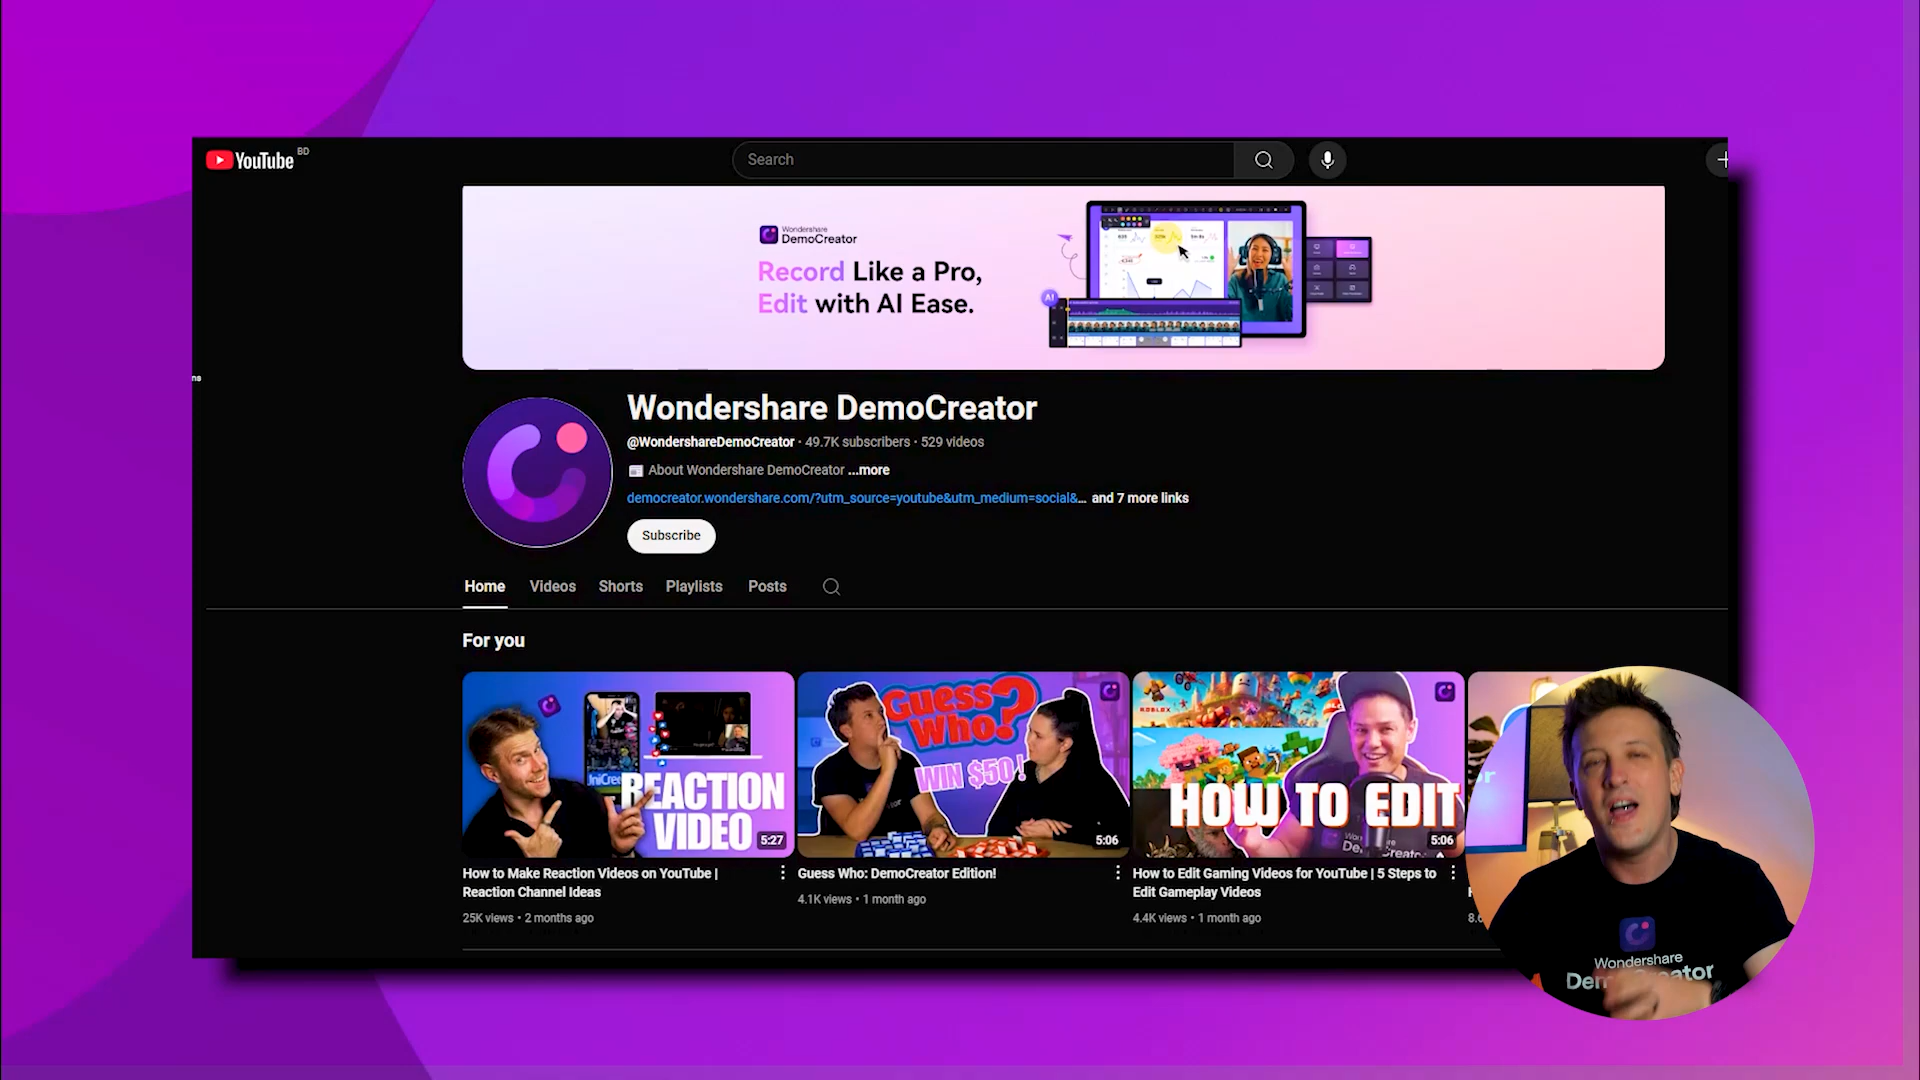 YouTube BD
Search
Wondershare
DemoCreator
Record Like a Pro,
Edit with AI Ease.
AI
ns
Wondershare DemoCreator
@WondershareDemoCreator · 49.7K subscribers · 529 videos
About Wondershare DemoCreator ...more
democreator.wondershare.com/?utm_source=youtube&utm_medium=social&... and 7 more links
Subscribe
Home Videos Shorts Playlists Posts
For you
REACTION
VIDEO
5:27
Guess
Who?
WIN $50!
5:06
ROBLOX
HOW TO EDIT
5:06
How to Make Reaction Videos on YouTube |
Reaction Channel Ideas
25K views • 2 months ago
Guess Who: DemoCreator Edition!
4.1K views • 1 month ago
How to Edit Gaming Videos for YouTube | 5 Steps to
Edit Gameplay Videos
4.4K views • 1 month ago
Wondershare